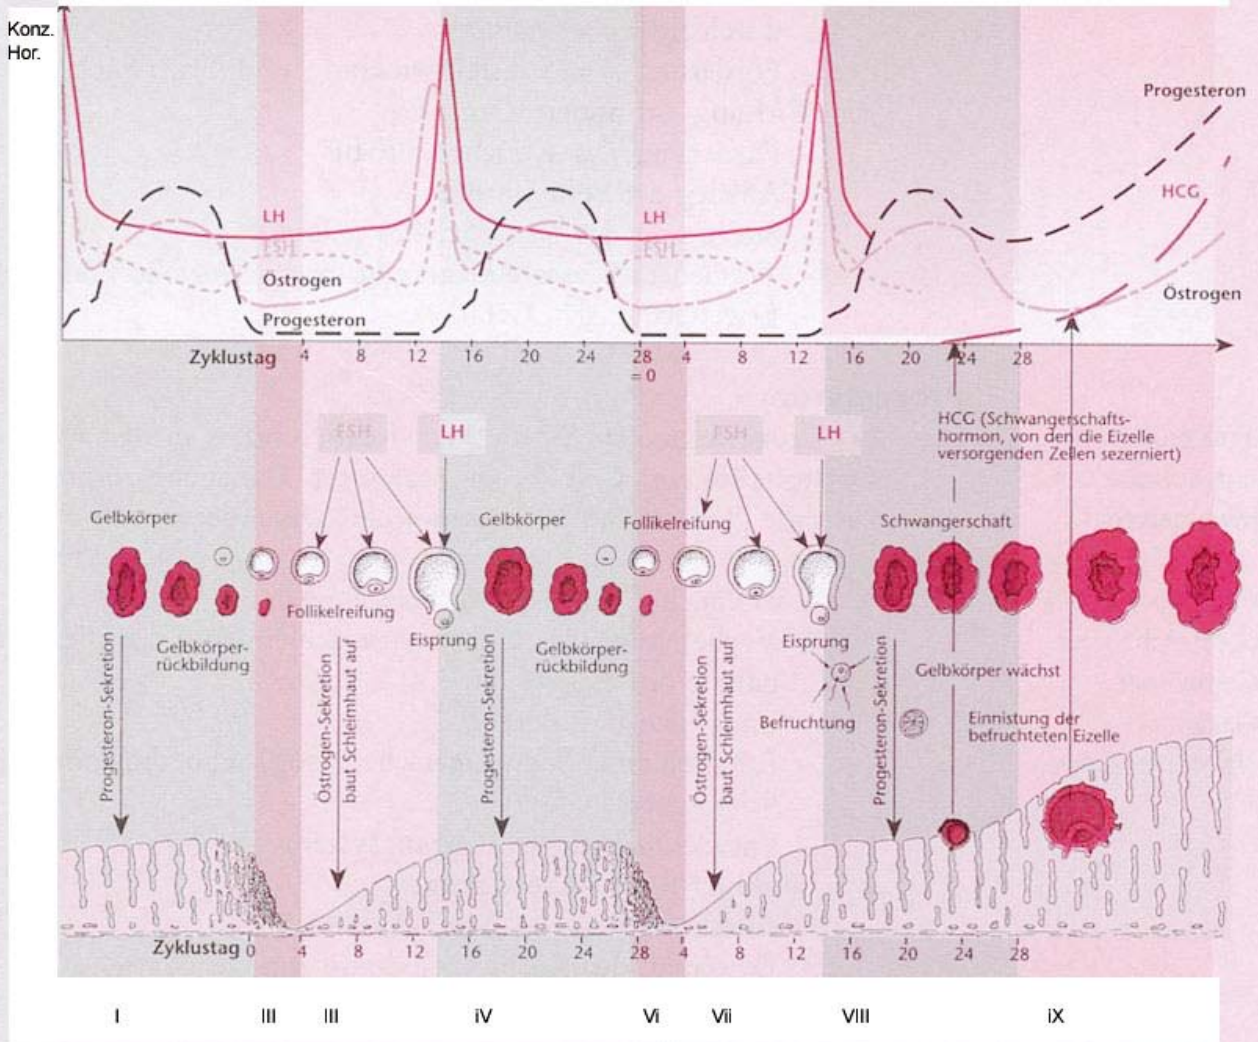 Konz.
Hor.
Progesteron
HCG
LH
LH
FSH
FSH
Östrogen
Östrogen
Progesteron
Zyklustag 4 8 12 16 20 24 28 4 8 12 16 20 24 28
= 0
FSH LH FSH LH
HCG (Schwangerschafts-
hormon, von den die Eizelle
versorgenden Zellen sezerniert)
Gelbkörper
Gelbkörper
Follikelreifung
Schwangerschaft
Follikelreifung
Eisprung
Eisprung
Gelbkörper-
rückbildung
Gelbkörper-
rückbildung
Gelbkörper wächst
Befruchtung
Einnistung der
befruchteten Eizelle
Progesteron-Sekretion
Östrogen-Sekretion
baut Schleimhaut auf
Progesteron-Sekretion
Östrogen-Sekretion
baut Schleimhaut auf
Progesteron-Sekretion
Zyklustag 0 4 8 12 16 20 24 28 4 8 12 16 20 24 28
I III III iV Vi Vii VIII iX